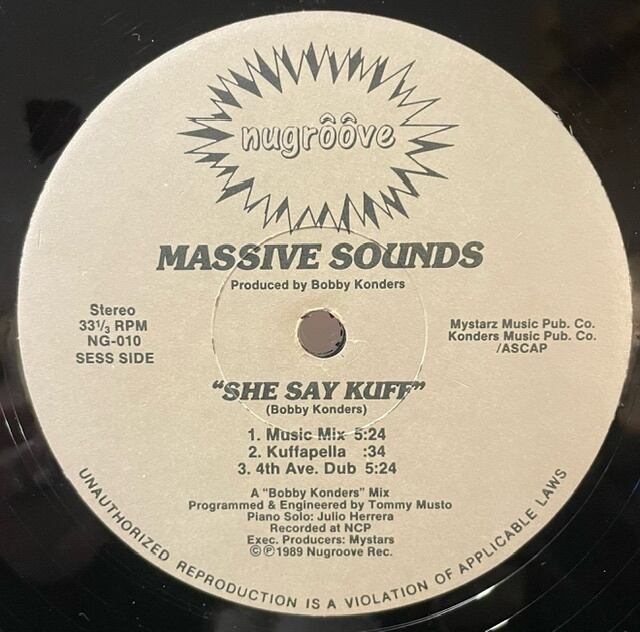 nugrôôve
MASSIVE SOUNDS
Produced by Bobby Konders
Stereo
33 1/3 RPM
NG-010
SESS SIDE
Mystarz Music Pub. Co.
Konders Music Pub. Co.
/ASCAP
"SHE SAY KUFF"
(Bobby Konders)
1. Music Mix 5:24
2. Kuffapella :34
3. 4th Ave. Dub 5:24
A "Bobby Konders" Mix
Programmed & Engineered by Tommy Musto
Piano Solo: Julio Herrera
Recorded at NCP
Exec. Producers: Mystars
©℗1989 Nugroove Rec.
UNAUTHORIZED REPRODUCTION IS A VIOLATION OF APPLICABLE LAWS